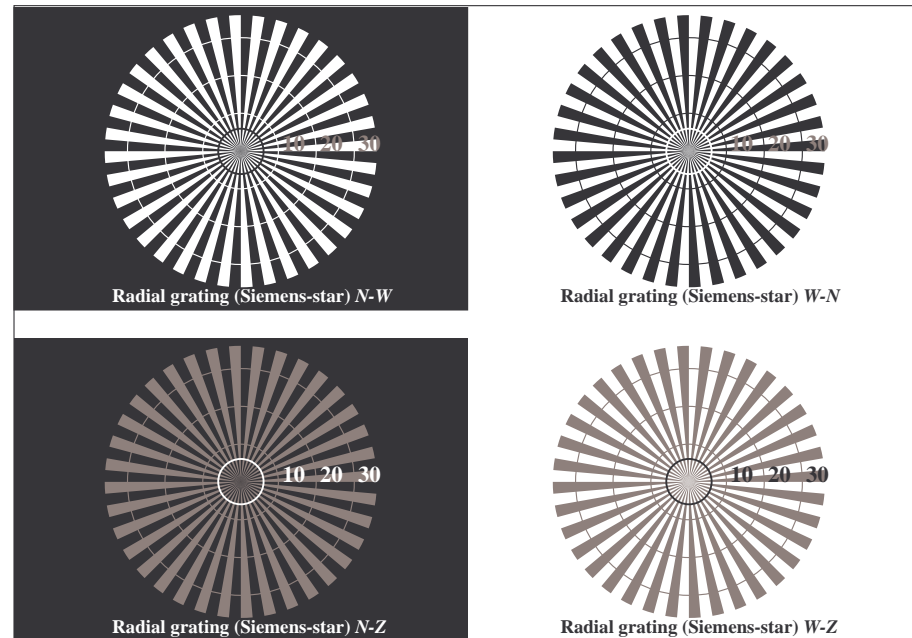 10 20 30
Radial grating (Siemens-star) N-W
10 20 30
Radial grating (Siemens-star) W-N
10 20 30
Radial grating (Siemens-star) N-Z
10 20 30
Radial grating (Siemens-star) W-Z